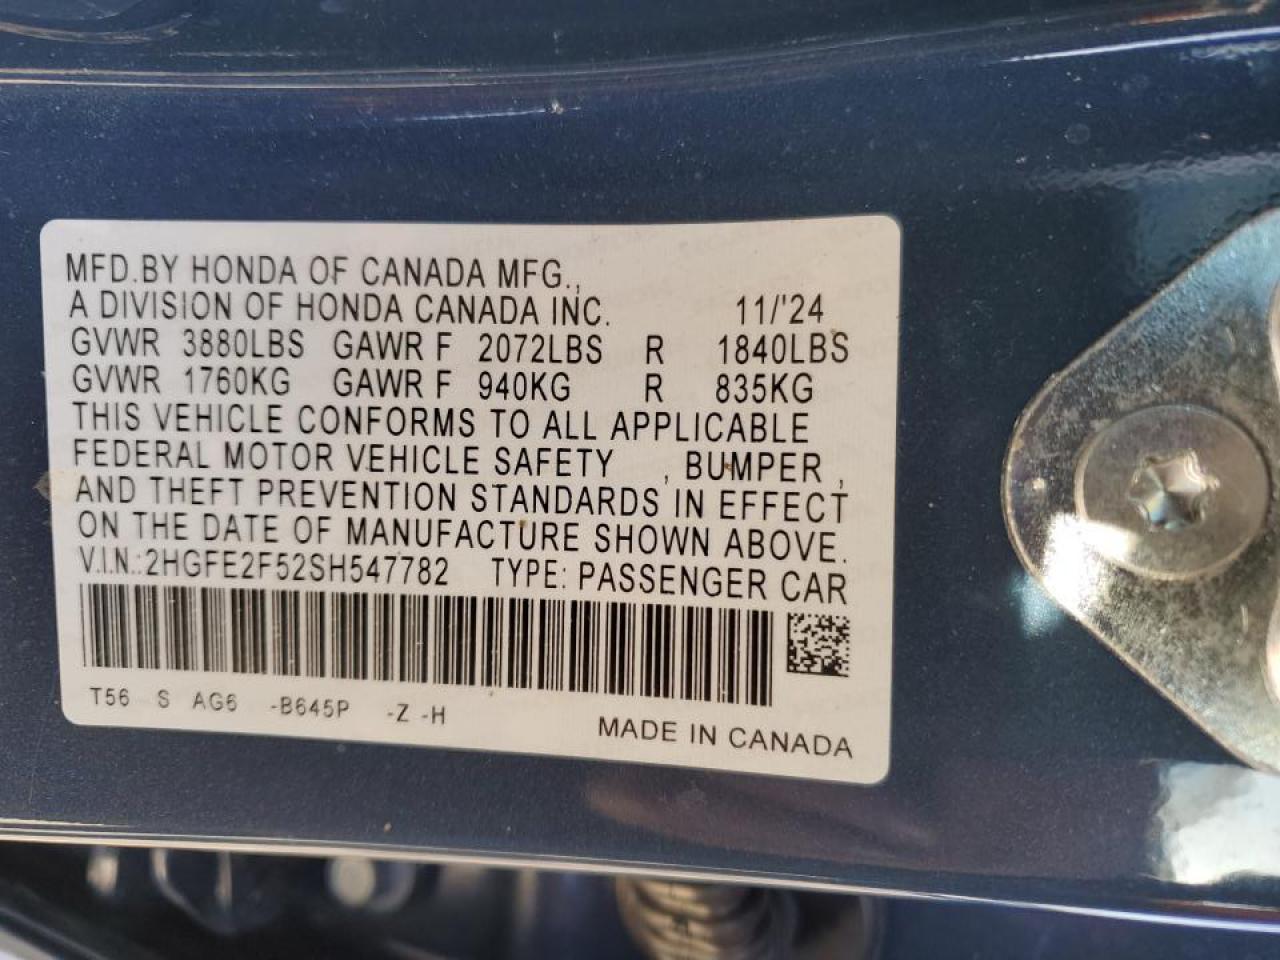 MFD.BY HONDA OF CANADA MFG.,
A DIVISION OF HONDA CANADA INC. 11/'24
GVWR 3880LBS GAWR F 2072LBS R 1840LBS
GVWR 1760KG GAWR F 940KG R 835KG
THIS VEHICLE CONFORMS TO ALL APPLICABLE
FEDERAL MOTOR VEHICLE SAFETY , BUMPER ,
AND THEFT PREVENTION STANDARDS IN EFFECT
ON THE DATE OF MANUFACTURE SHOWN ABOVE.
V.I.N.:2HGFE2F52SH547782 TYPE: PASSENGER CAR
T56 S AG6 -B645P -Z -H
MADE IN CANADA